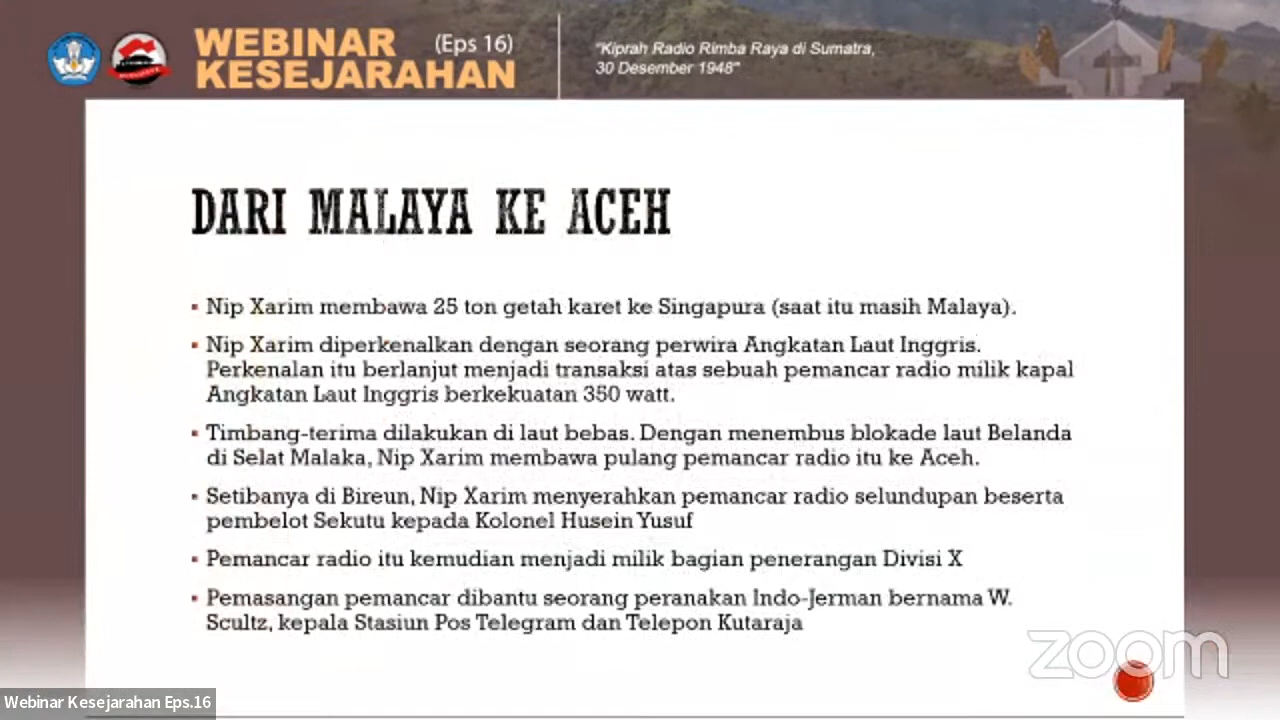 WEBINAR (Eps 16)
KESEJARAHAN
"Kiprah Radio Rimba Raya di Sumatra,
30 Desember 1948"
DARI MALAYA KE ACEH
▪ Nip Xarim membawa 25 ton getah karet ke Singapura (saat itu masih Malaya).
▪ Nip Xarim diperkenalkan dengan seorang perwira Angkatan Laut Inggris.
Perkenalan itu berlanjut menjadi transaksi atas sebuah pemancar radio milik kapal
Angkatan Laut Inggris berkekuatan 350 watt.
▪ Timbang-terima dilakukan di laut bebas. Dengan menembus blokade laut Belanda
di Selat Malaka, Nip Xarim membawa pulang pemancar radio itu ke Aceh.
▪ Setibanya di Bireun, Nip Xarim menyerahkan pemancar radio selundupan beserta
pembelot Sekutu kepada Kolonel Husein Yusuf
▪ Pemancar radio itu kemudian menjadi milik bagian penerangan Divisi X
▪ Pemasangan pemancar dibantu seorang peranakan Indo-Jerman bernama W.
Scultz, kepala Stasiun Pos Telegram dan Telepon Kutaraja
zoom
Webinar Kesejarahan Eps.16